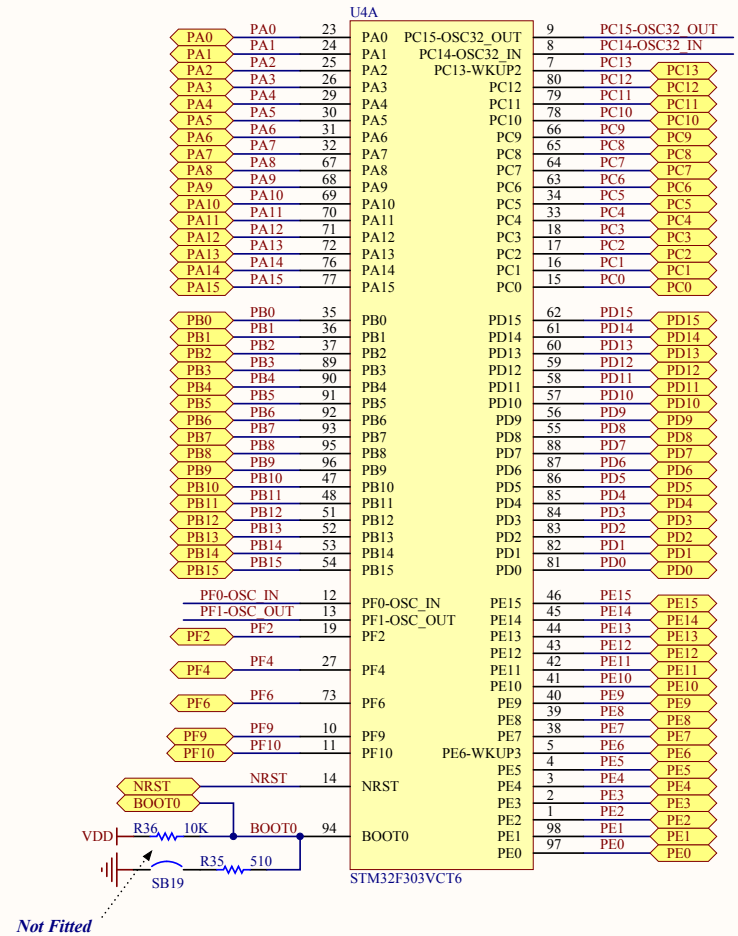 U4A
PA0 PA0 23 PA0 PC15-OSC32_OUT 9 PC15-OSC32_OUT
PA1 PA1 24 PA1 PC14-OSC32_IN 8 PC14-OSC32_IN
PA2 PA2 25 PA2 PC13-WKUP2 7 PC13 PC13
PA3 PA3 26 PA3 PC12 80 PC12 PC12
PA4 PA4 29 PA4 PC11 79 PC11 PC11
PA5 PA5 30 PA5 PC10 78 PC10 PC10
PA6 PA6 31 PA6 PC9 66 PC9 PC9
PA7 PA7 32 PA7 PC8 65 PC8 PC8
PA8 PA8 67 PA8 PC7 64 PC7 PC7
PA9 PA9 68 PA9 PC6 63 PC6 PC6
PA10 PA10 69 PA10 PC5 34 PC5 PC5
PA11 PA11 70 PA11 PC4 33 PC4 PC4
PA12 PA12 71 PA12 PC3 18 PC3 PC3
PA13 PA13 72 PA13 PC2 17 PC2 PC2
PA14 PA14 76 PA14 PC1 16 PC1 PC1
PA15 PA15 77 PA15 PC0 15 PC0 PC0
PB0 PB0 35 PB0 PD15 62 PD15 PD15
PB1 PB1 36 PB1 PD14 61 PD14 PD14
PB2 PB2 37 PB2 PD13 60 PD13 PD13
PB3 PB3 89 PB3 PD12 59 PD12 PD12
PB4 PB4 90 PB4 PD11 58 PD11 PD11
PB5 PB5 91 PB5 PD10 57 PD10 PD10
PB6 PB6 92 PB6 PD9 56 PD9 PD9
PB7 PB7 93 PB7 PD8 55 PD8 PD8
PB8 PB8 95 PB8 PD7 88 PD7 PD7
PB9 PB9 96 PB9 PD6 87 PD6 PD6
PB10 PB10 47 PB10 PD5 86 PD5 PD5
PB11 PB11 48 PB11 PD4 85 PD4 PD4
PB12 PB12 51 PB12 PD3 84 PD3 PD3
PB13 PB13 52 PB13 PD2 83 PD2 PD2
PB14 PB14 53 PB14 PD1 82 PD1 PD1
PB15 PB15 54 PB15 PD0 81 PD0 PD0
PF0-OSC_IN 12 PF0-OSC_IN PE15 46 PE15 PE15
PF1-OSC_OUT 13 PF1-OSC_OUT PE14 45 PE14 PE14
PF2 PF2 19 PF2 PE13 44 PE13 PE13
PE12 43 PE12 PE12
PF4 PF4 27 PF4 PE11 42 PE11 PE11
PE10 41 PE10 PE10
PF6 PF6 73 PF6 PE9 40 PE9 PE9
PE8 39 PE8 PE8
PF9 PF9 10 PF9 PE7 38 PE7 PE7
PF10 PF10 11 PF10 PE6-WKUP3 5 PE6 PE6
PE5 4 PE5 PE5
NRST NRST 14 NRST PE4 3 PE4 PE4
BOOT0 PE3 2 PE3 PE3
PE2 1 PE2 PE2
VDD R36 10K BOOT0 94 BOOT0 PE1 98 PE1 PE1
PE0 97 PE0 PE0
R35 510
SB19 STM32F303VCT6
Not Fitted